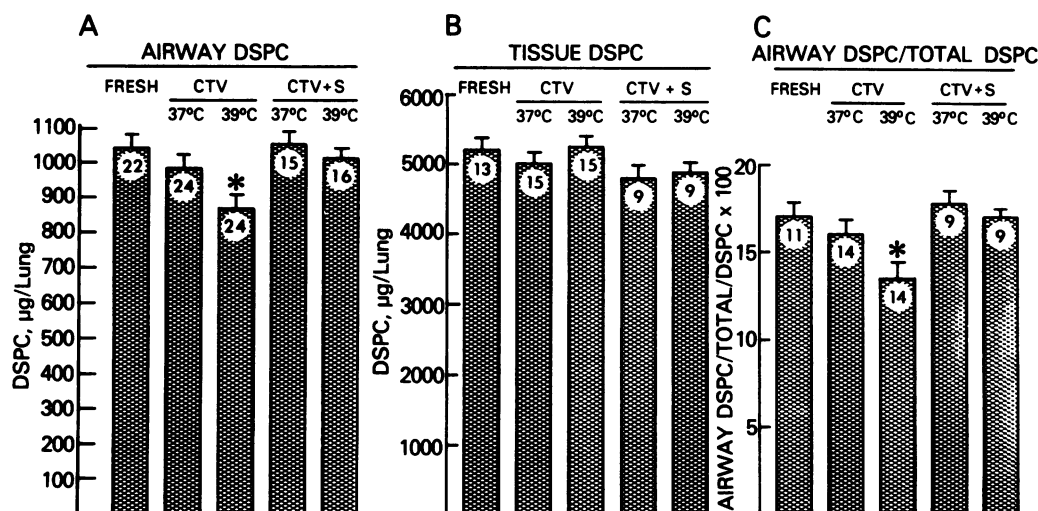 A
AIRWAY DSPC
FRESH CTV CTV+S
37°C 39°C 37°C 39°C
DSPC, µg/Lung
1100
1000
900
800
700
600
500
400
300
200
100
22 24 * 24 15 16
B
TISSUE DSPC
FRESH CTV CTV + S
37°C 39°C 37°C 39°C
DSPC, µg/Lung
6000
5000
4000
3000
2000
1000
13 15 15 9 9
C
AIRWAY DSPC/TOTAL DSPC
FRESH CTV CTV+S
37°C 39°C 37°C 39°C
AIRWAY DSPC/TOTAL/DSPC x 100
20
15
10
5
11 14 * 14 9 9